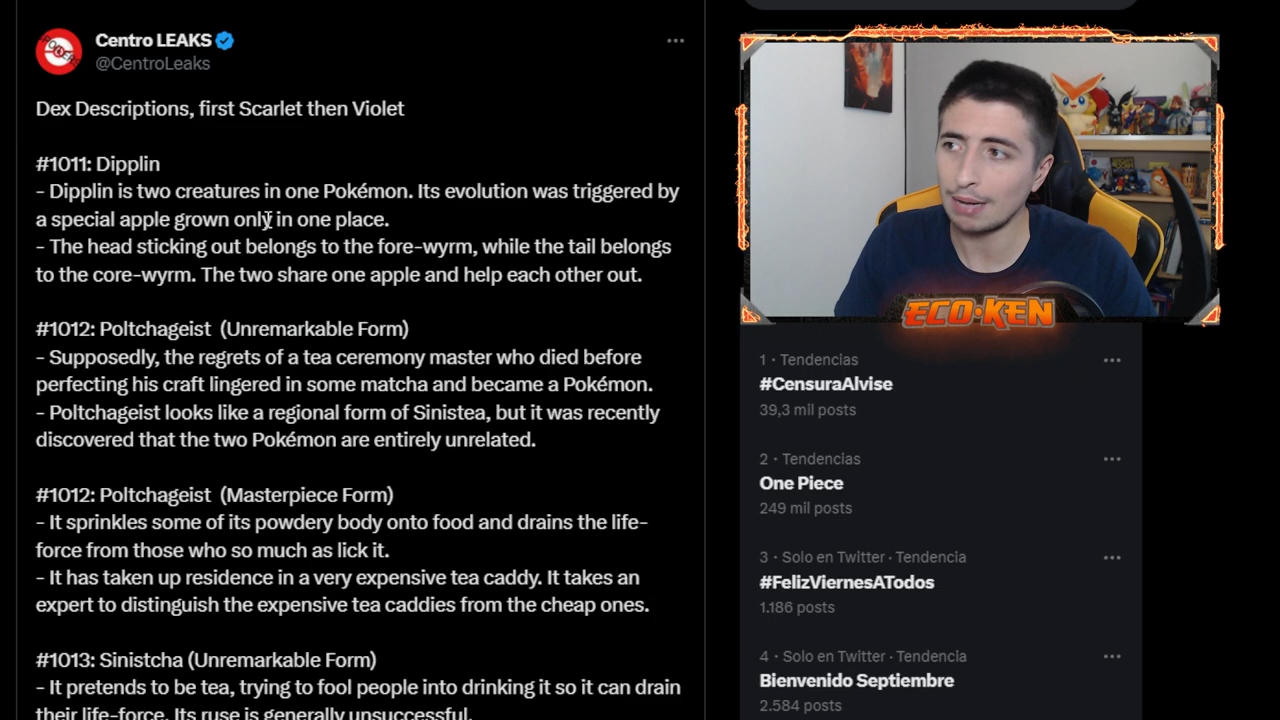 Centro LEAKS
@CentroLeaks
Dex Descriptions, first Scarlet then Violet
#1011: Dipplin
- Dipplin is two creatures in one Pokémon. Its evolution was triggered by
a special apple grown only in one place.
- The head sticking out belongs to the fore-wyrm, while the tail belongs
to the core-wyrm. The two share one apple and help each other out.
#1012: Poltchageist (Unremarkable Form)
- Supposedly, the regrets of a tea ceremony master who died before
perfecting his craft lingered in some matcha and became a Pokémon.
- Poltchageist looks like a regional form of Sinistea, but it was recently
discovered that the two Pokémon are entirely unrelated.
#1012: Poltchageist (Masterpiece Form)
- It sprinkles some of its powdery body onto food and drains the life-
force from those who so much as lick it.
- It has taken up residence in a very expensive tea caddy. It takes an
expert to distinguish the expensive tea caddies from the cheap ones.
#1013: Sinistcha (Unremarkable Form)
- It pretends to be tea, trying to fool people into drinking it so it can drain
their life-force. Its ruse is generally unsuccessful.
ECO·KEN
1 · Tendencias
#CensuraAlvise
39,3 mil posts
2 · Tendencias
One Piece
249 mil posts
3 · Solo en Twitter · Tendencia
#FelizViernesATodos
1.186 posts
4 · Solo en Twitter · Tendencia
Bienvenido Septiembre
2.584 posts